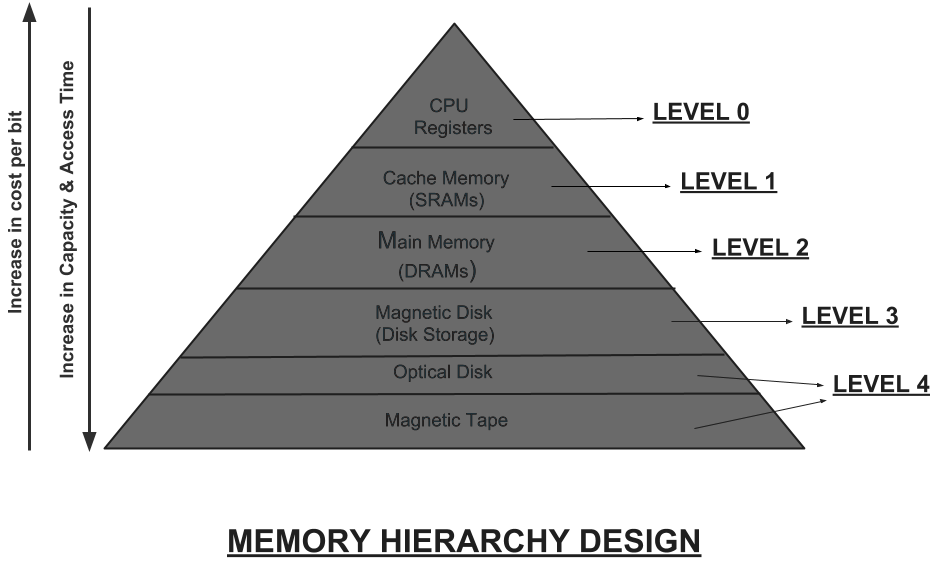 Increase in cost per bit
Increase in Capacity & Access Time
CPU
Registers
LEVEL 0
Cache Memory
(SRAMs)
LEVEL 1
Main Memory
(DRAMs)
LEVEL 2
Magnetic Disk
(Disk Storage)
LEVEL 3
Optical Disk
LEVEL 4
Magnetic Tape
MEMORY HIERARCHY DESIGN